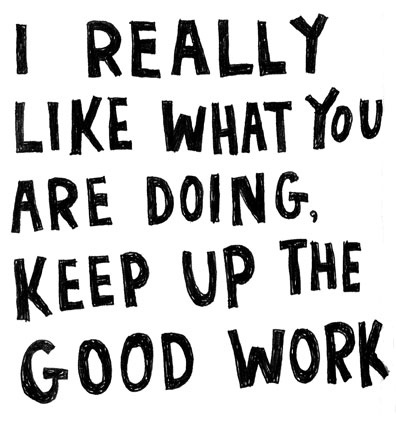 I REALLY
LIKE WHAT YOU
ARE DOING,
KEEP UP THE
GOOD WORK